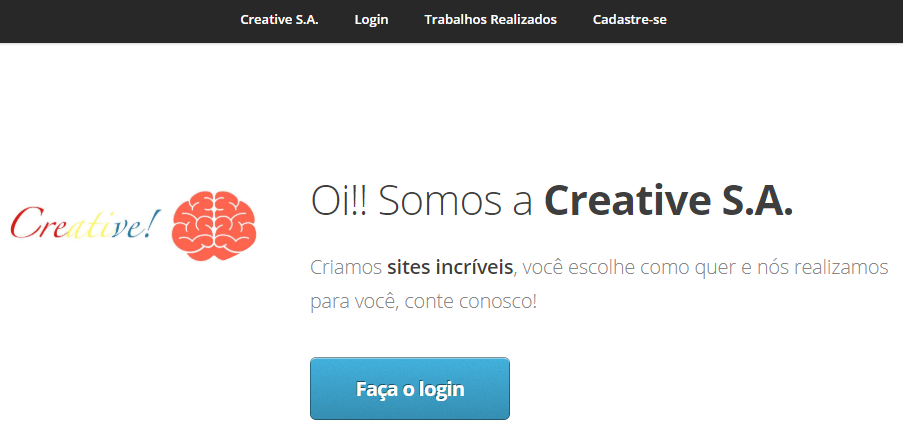 Creative S.A. Login Trabalhos Realizados Cadastre-se
Creative!
Oi!! Somos a Creative S.A.
Criamos sites incríveis, você escolhe como quer e nós realizamos
para você, conte conosco!
Faça o login